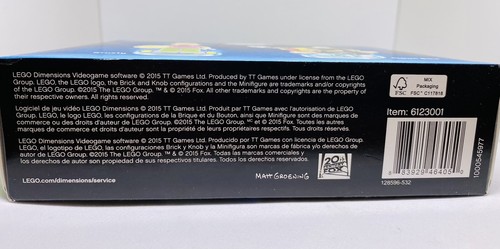 LEGO Dimensions Videogame software © 2015 TT Games Ltd. Produced by TT Games under license from the LEGO
Group. LEGO, the LEGO logo, the Brick and Knob configurations and the Minifigure are trademarks and/or copyrights
of the LEGO Group. ©2015 The LEGO Group. ™ & © 2015 Fox. All other trademarks and copyrights are the property of
their respective owners. All rights reserved.
Logiciel de jeu vidéo LEGO Dimensions © 2015 TT Games Ltd. Produit par TT Games avec l'autorisation de LEGO
Group. LEGO, le logo LEGO, les configurations de la Brique et du Bouton, ainsi que Minifigure sont des marques de
commerce ou des droits d'auteur de LEGO Group. ©2015 The LEGO Group. MC et © 2015 Fox. Toutes les autres
marques de commerce et droits d'auteur sont la propriété de leurs propriétaires respectifs. Tous droits réservés.
LEGO Dimensions Videogame software © 2015 TT Games Ltd. Producido por TT Games con licencia de LEGO
Group. LEGO, el logotipo de LEGO, las configuraciones Brick y Knob y la Minifigura son marcas de fábrica y/o derechos de
autor de LEGO Group. ©2015 The LEGO Group. ™ & © 2015 Fox. Todas las marcas comerciales y
los derechos de autor son propiedad de sus respectivos titulares. Todos los derechos reservados.
LEGO.com/dimensions/service
MATT GROENING
20th CENTURY FOX
FSC
MIX
Packaging
FSC® C117818
Item: 6123001
8 83929 46405
128596-532
1000545977